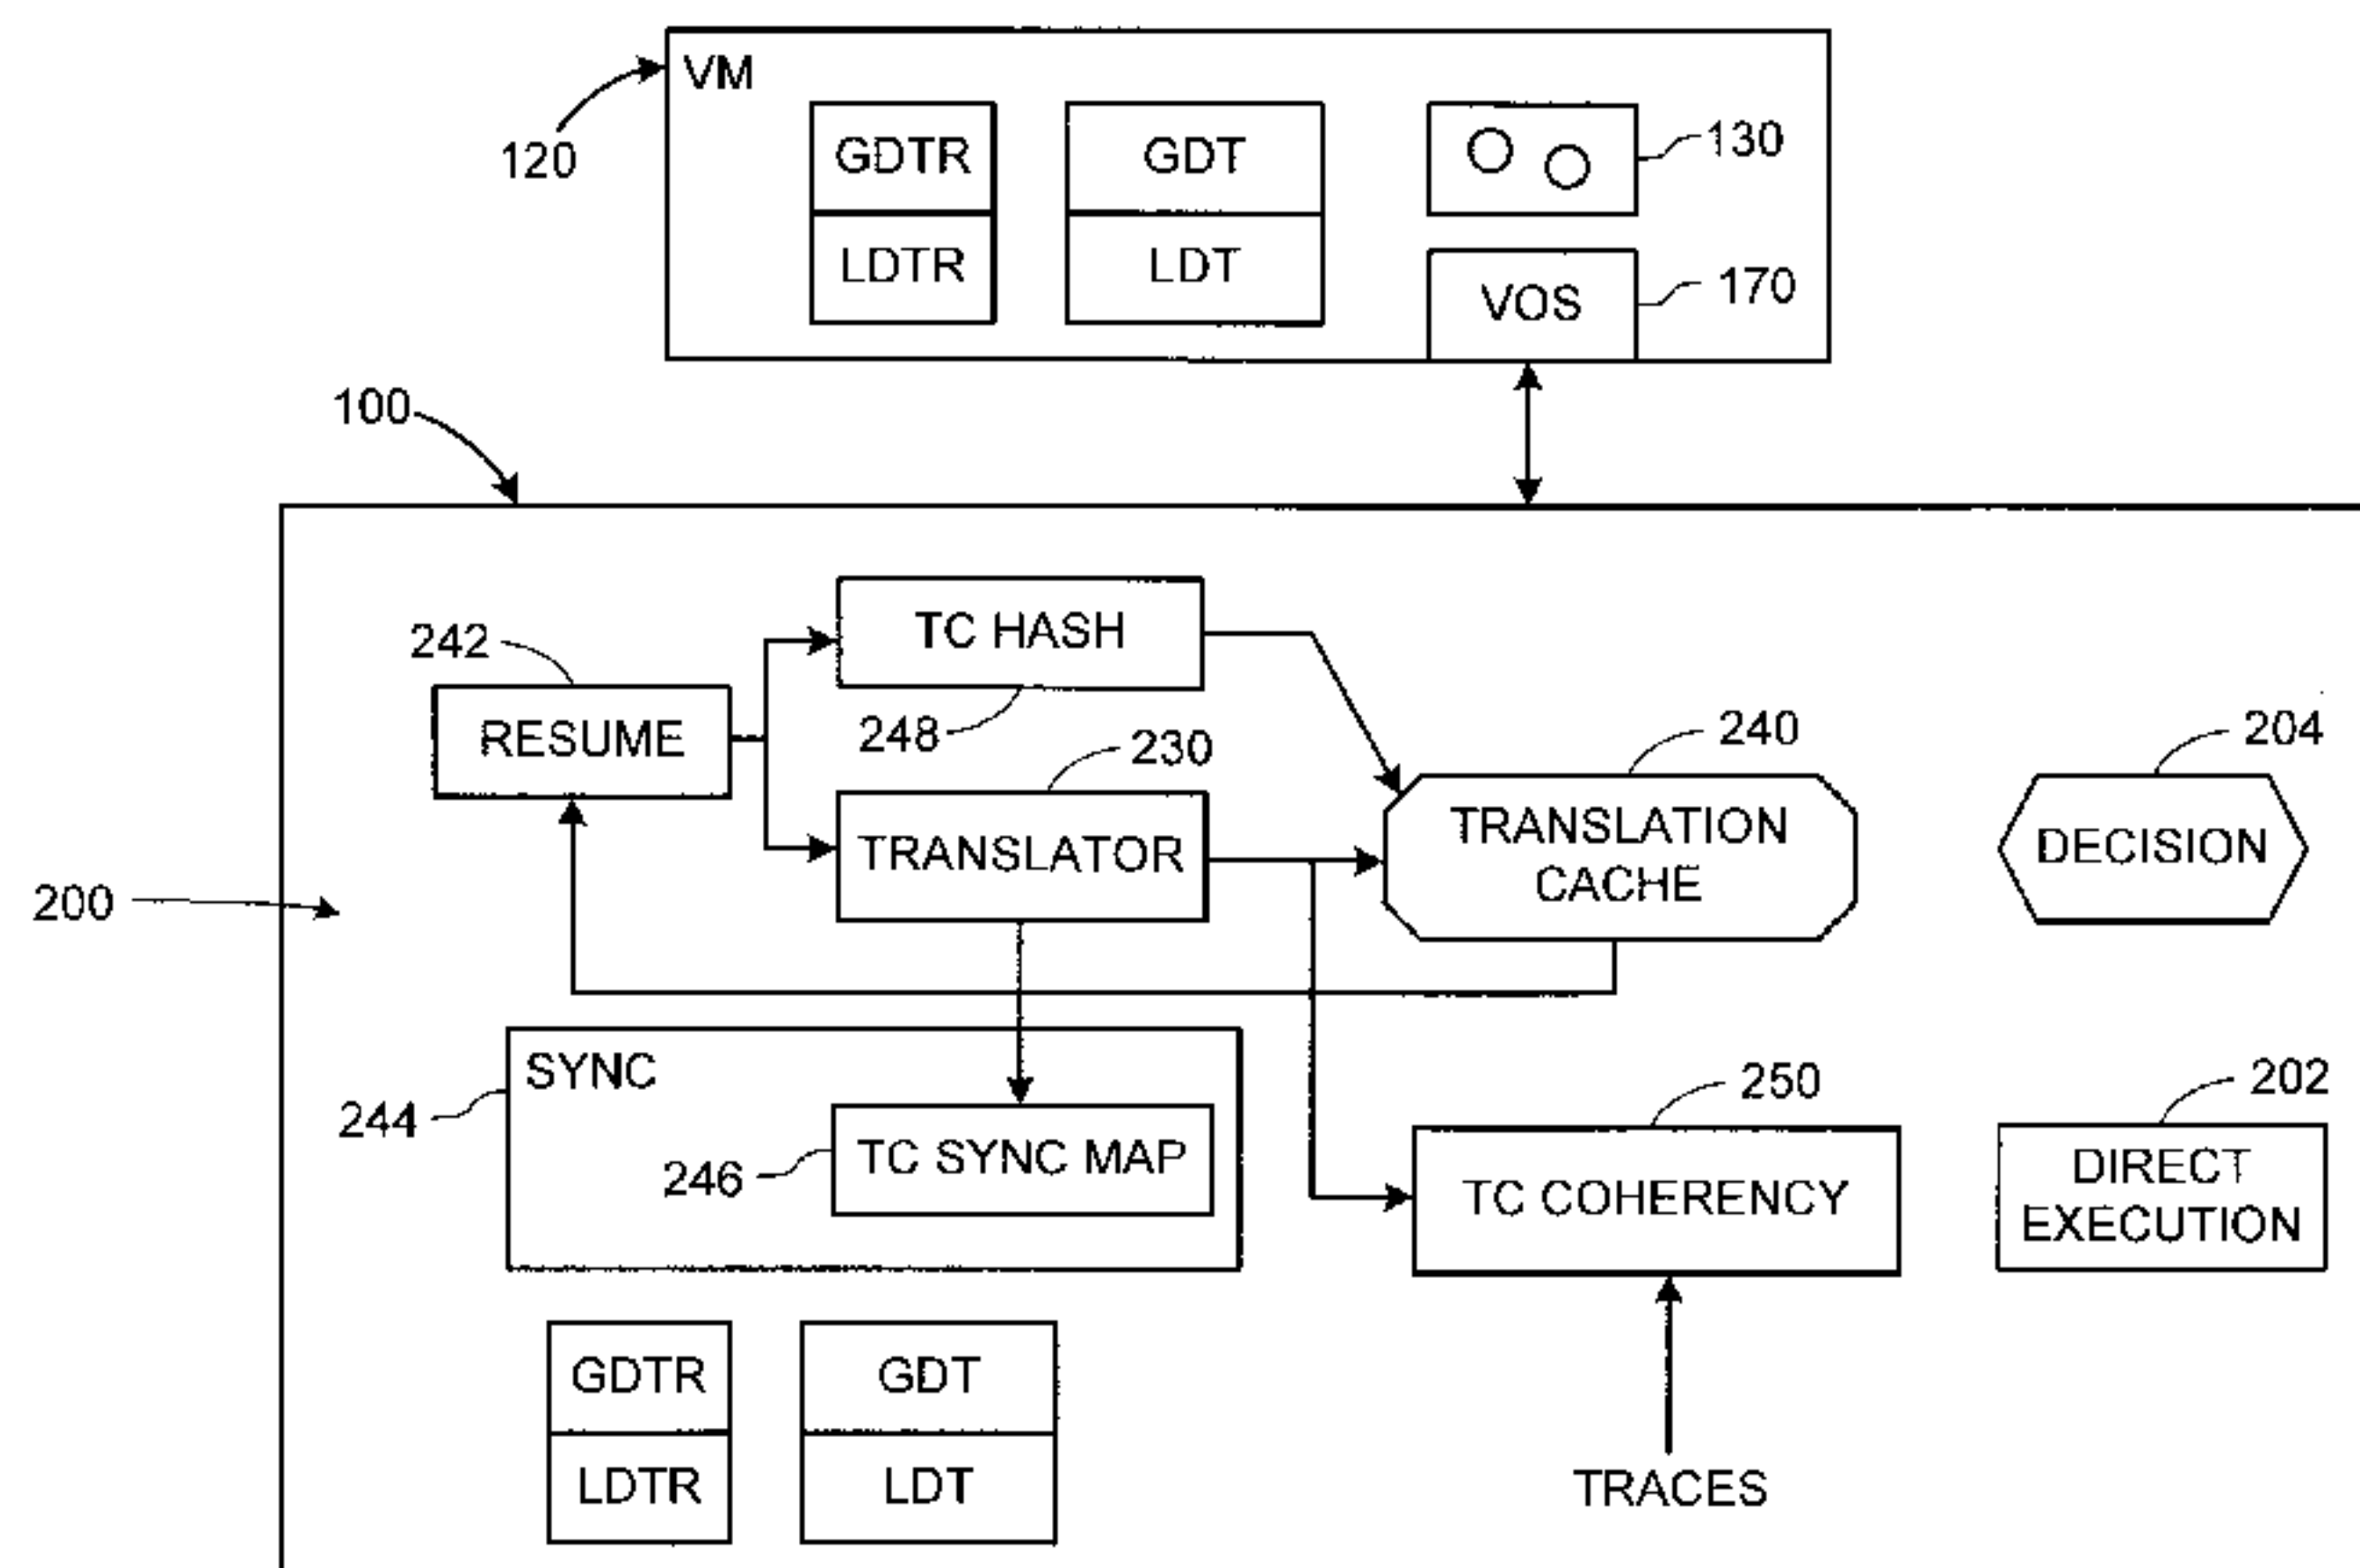 VM
120
GDTR
GDT
130
LDTR
LDT
VOS
170
100
TC HASH
242
248
RESUME
230
240
204
TRANSLATOR
TRANSLATION
CACHE
DECISION
200
SYNC
244
246
TC SYNC MAP
250
TC COHERENCY
202
DIRECT
EXECUTION
GDTR
GDT
LDTR
LDT
TRACES